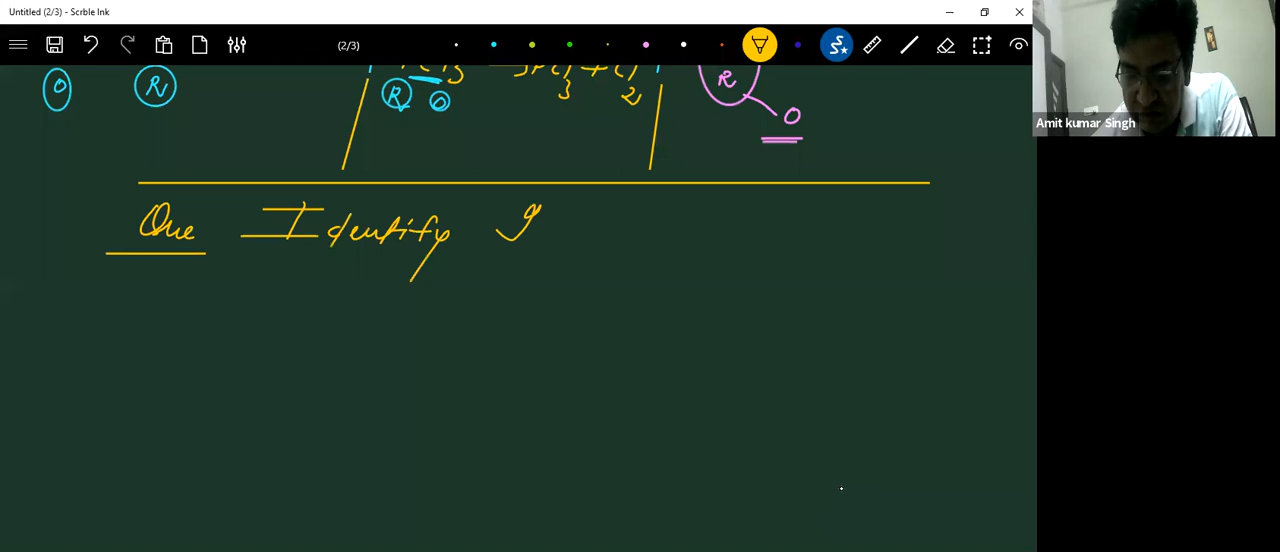 Untitled (2/3) - Scrble Ink
(2/3)
Amit kumar Singh
O R R O R O
3 2
Que Identify